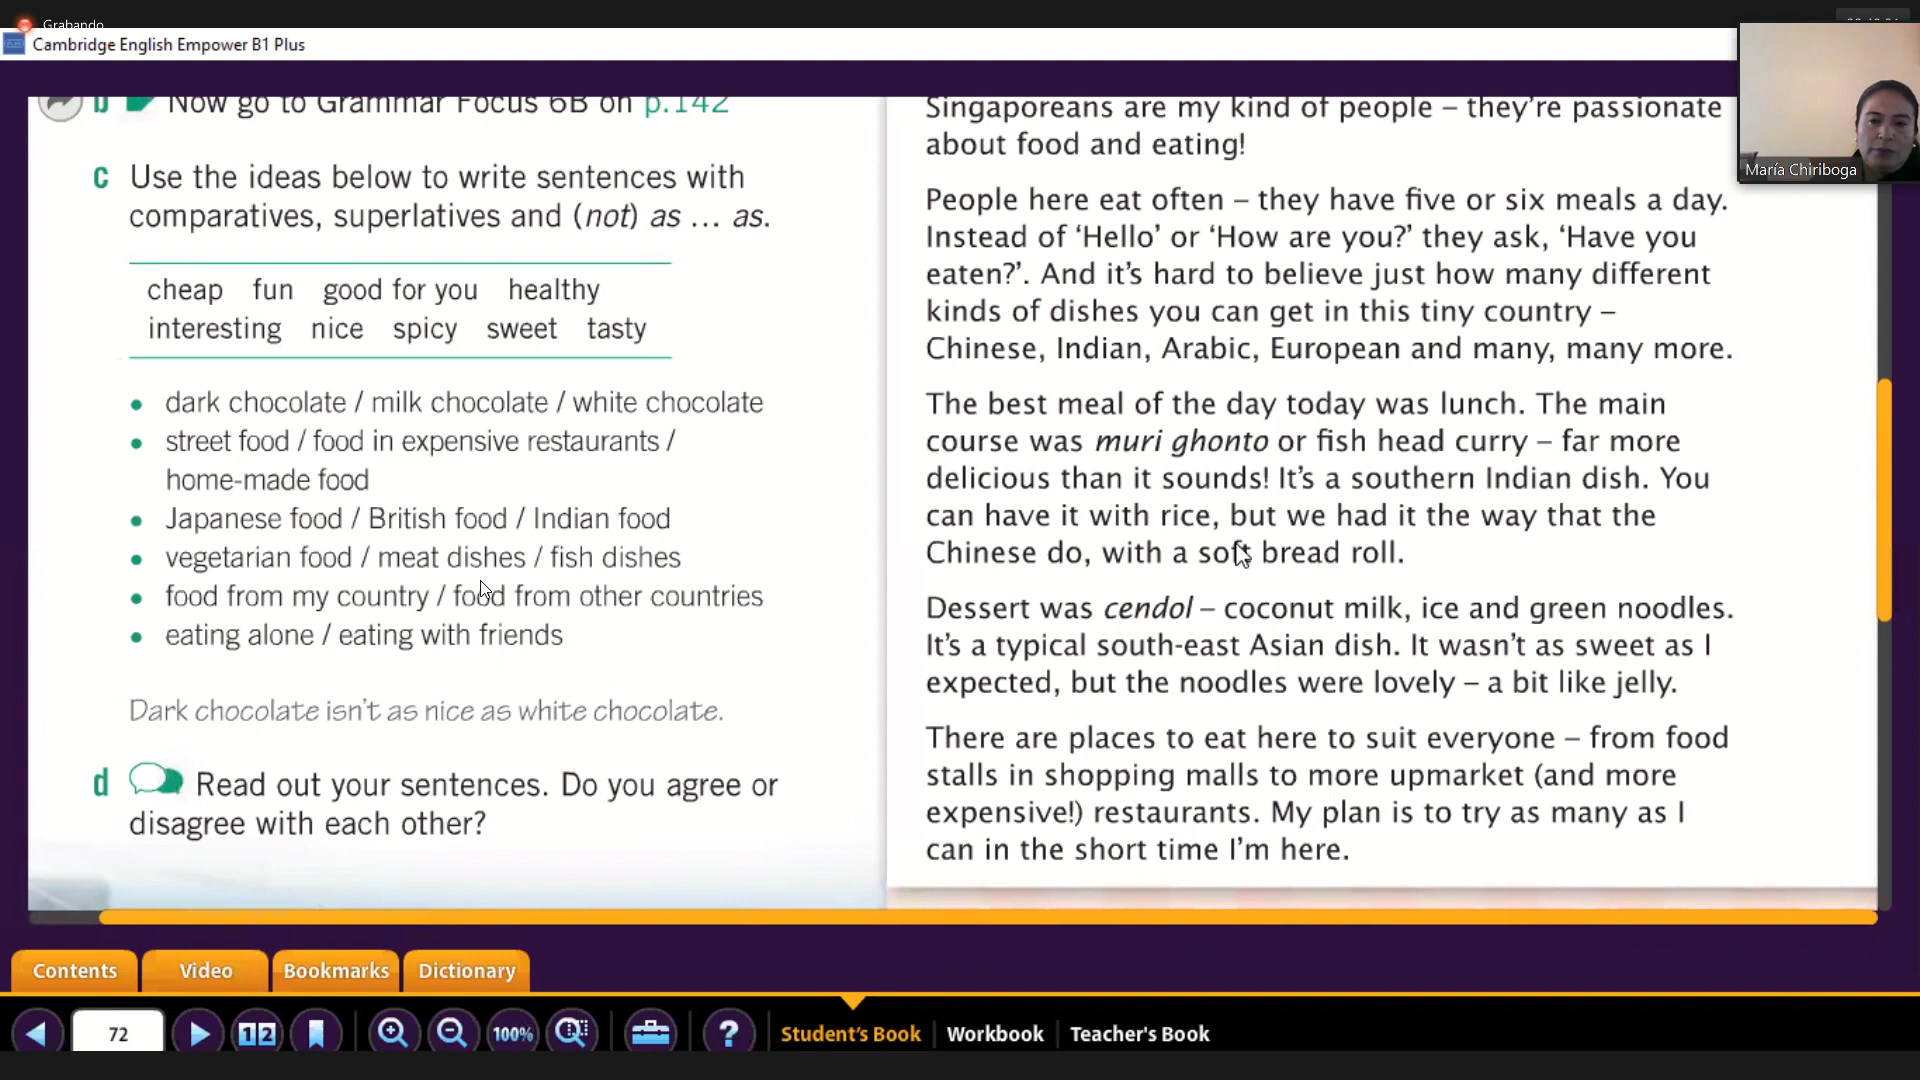 Grabando
Cambridge English Empower B1 Plus
María Chiriboga
b Now go to Grammar Focus 6B on p.142
c Use the ideas below to write sentences with
comparatives, superlatives and (not) as … as.
cheap fun good for you healthy
interesting nice spicy sweet tasty
• dark chocolate / milk chocolate / white chocolate
• street food / food in expensive restaurants /
home-made food
• Japanese food / British food / Indian food
• vegetarian food / meat dishes / fish dishes
• food from my country / food from other countries
• eating alone / eating with friends
Dark chocolate isn't as nice as white chocolate.
d Read out your sentences. Do you agree or
disagree with each other?
Singaporeans are my kind of people – they're passionate
about food and eating!
People here eat often – they have five or six meals a day.
Instead of 'Hello' or 'How are you?' they ask, 'Have you
eaten?'. And it's hard to believe just how many different
kinds of dishes you can get in this tiny country –
Chinese, Indian, Arabic, European and many, many more.
The best meal of the day today was lunch. The main
course was muri ghonto or fish head curry – far more
delicious than it sounds! It's a southern Indian dish. You
can have it with rice, but we had it the way that the
Chinese do, with a soft bread roll.
Dessert was cendol – coconut milk, ice and green noodles.
It's a typical south-east Asian dish. It wasn't as sweet as I
expected, but the noodles were lovely – a bit like jelly.
There are places to eat here to suit everyone – from food
stalls in shopping malls to more upmarket (and more
expensive!) restaurants. My plan is to try as many as I
can in the short time I'm here.
Contents Video Bookmarks Dictionary
72 12 100% ? Student's Book Workbook Teacher's Book